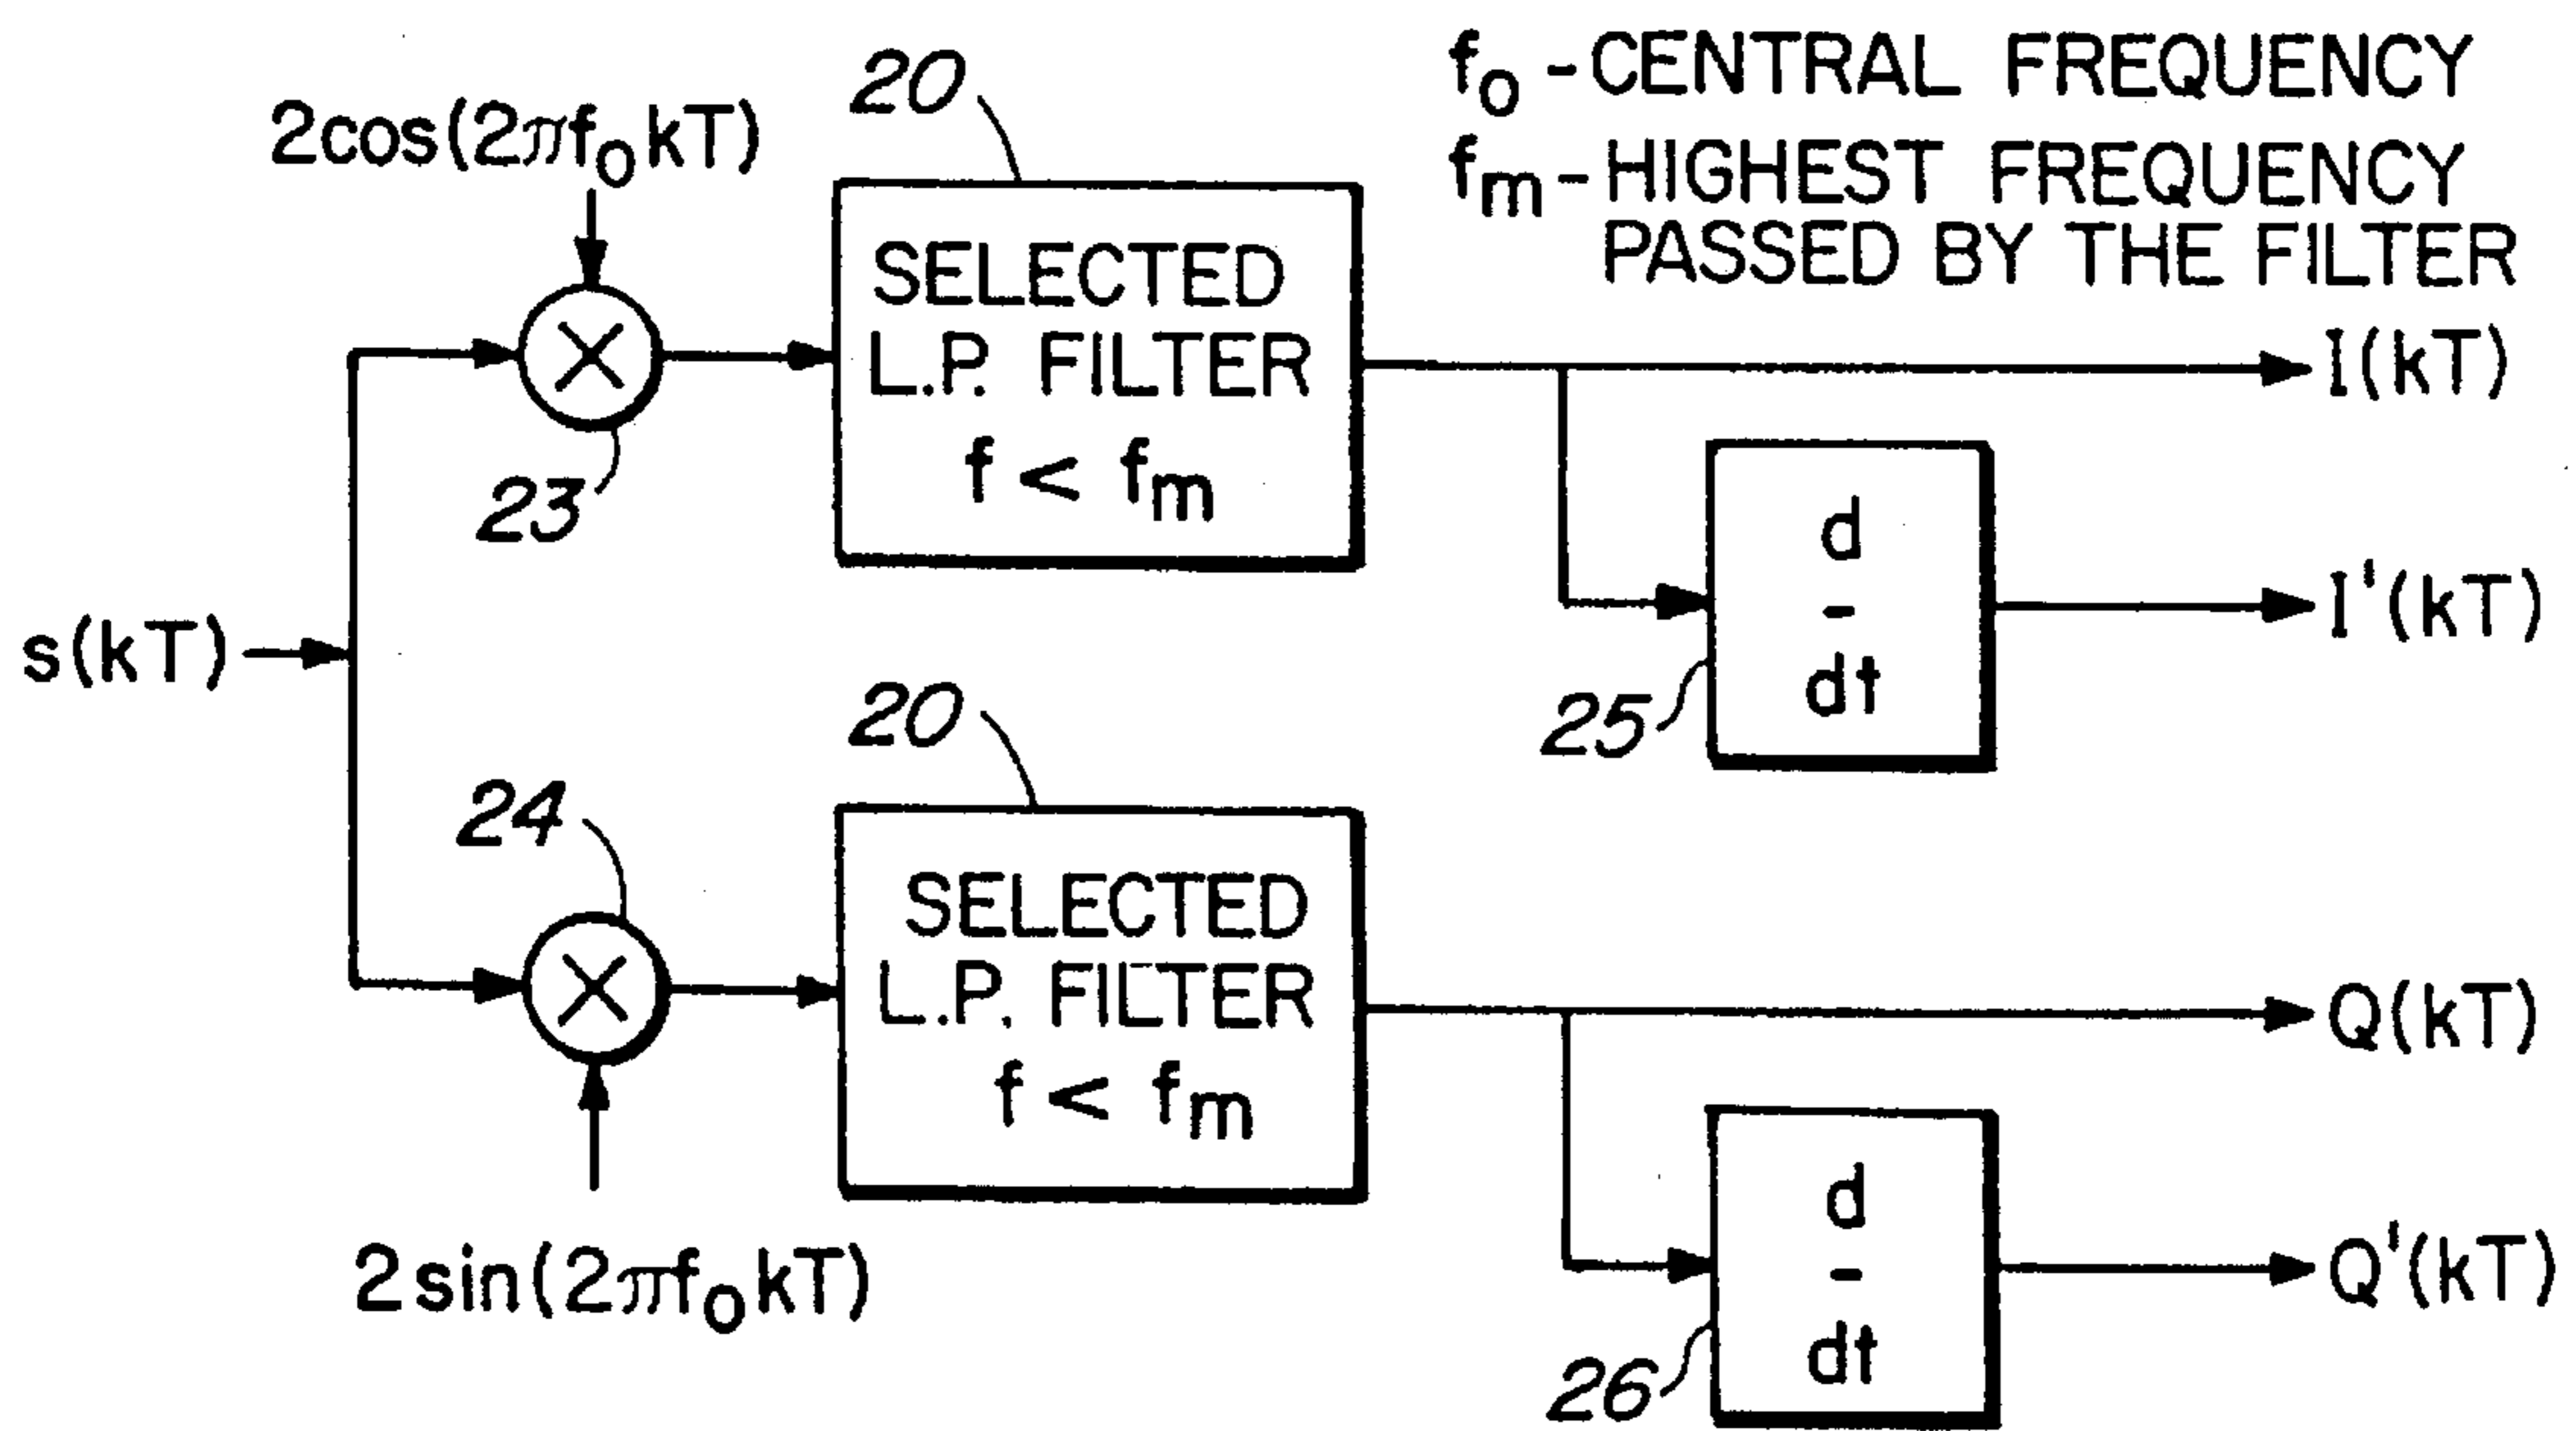 f₀ - CENTRAL FREQUENCY
fₘ - HIGHEST FREQUENCY
PASSED BY THE FILTER
20
2cos(2πf₀kT)
SELECTED
L.P. FILTER
f < fₘ
23
I(kT)
d
-
dt
25
I'(kT)
s(kT)
20
24
SELECTED
L.P. FILTER
f < fₘ
2sin(2πf₀kT)
Q(kT)
d
-
dt
26
Q'(kT)